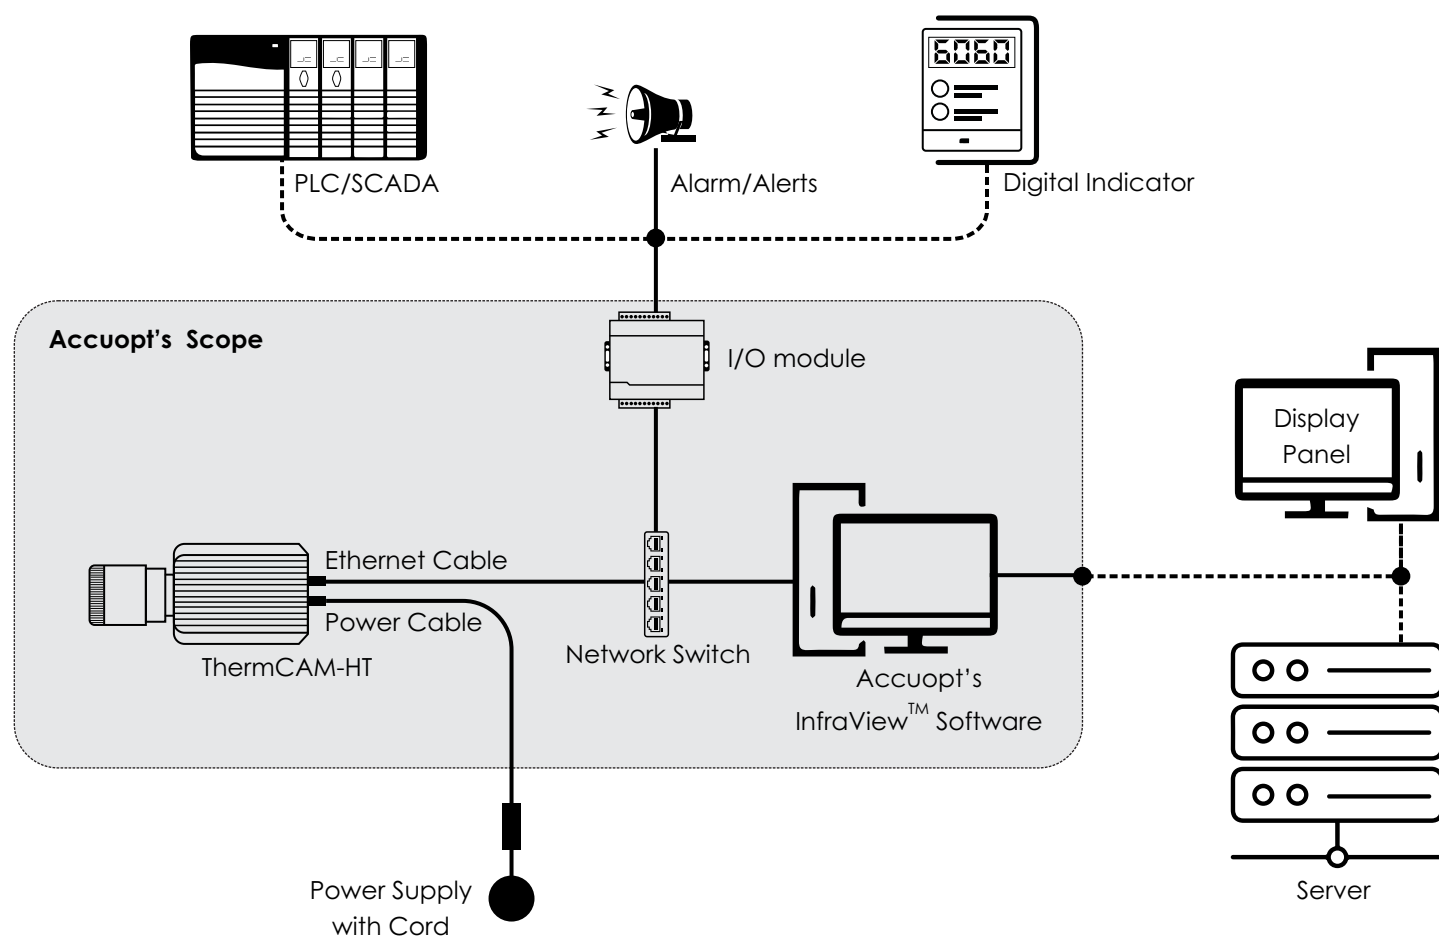 6060
PLC/SCADA
Alarm/Alerts
Digital Indicator
Accuopt's Scope
I/O module
Display
Panel
Ethernet Cable
Power Cable
ThermCAM-HT
Network Switch
Accuopt's
InfraView™ Software
Power Supply
with Cord
Server